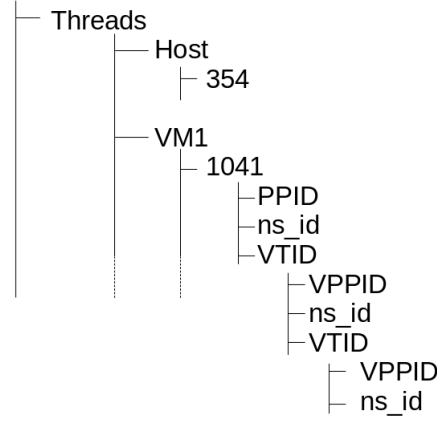 Threads
Host
354
VM1
1041
PPID
ns_id
VTID
VPPID
ns_id
VTID
VPPID
ns_id